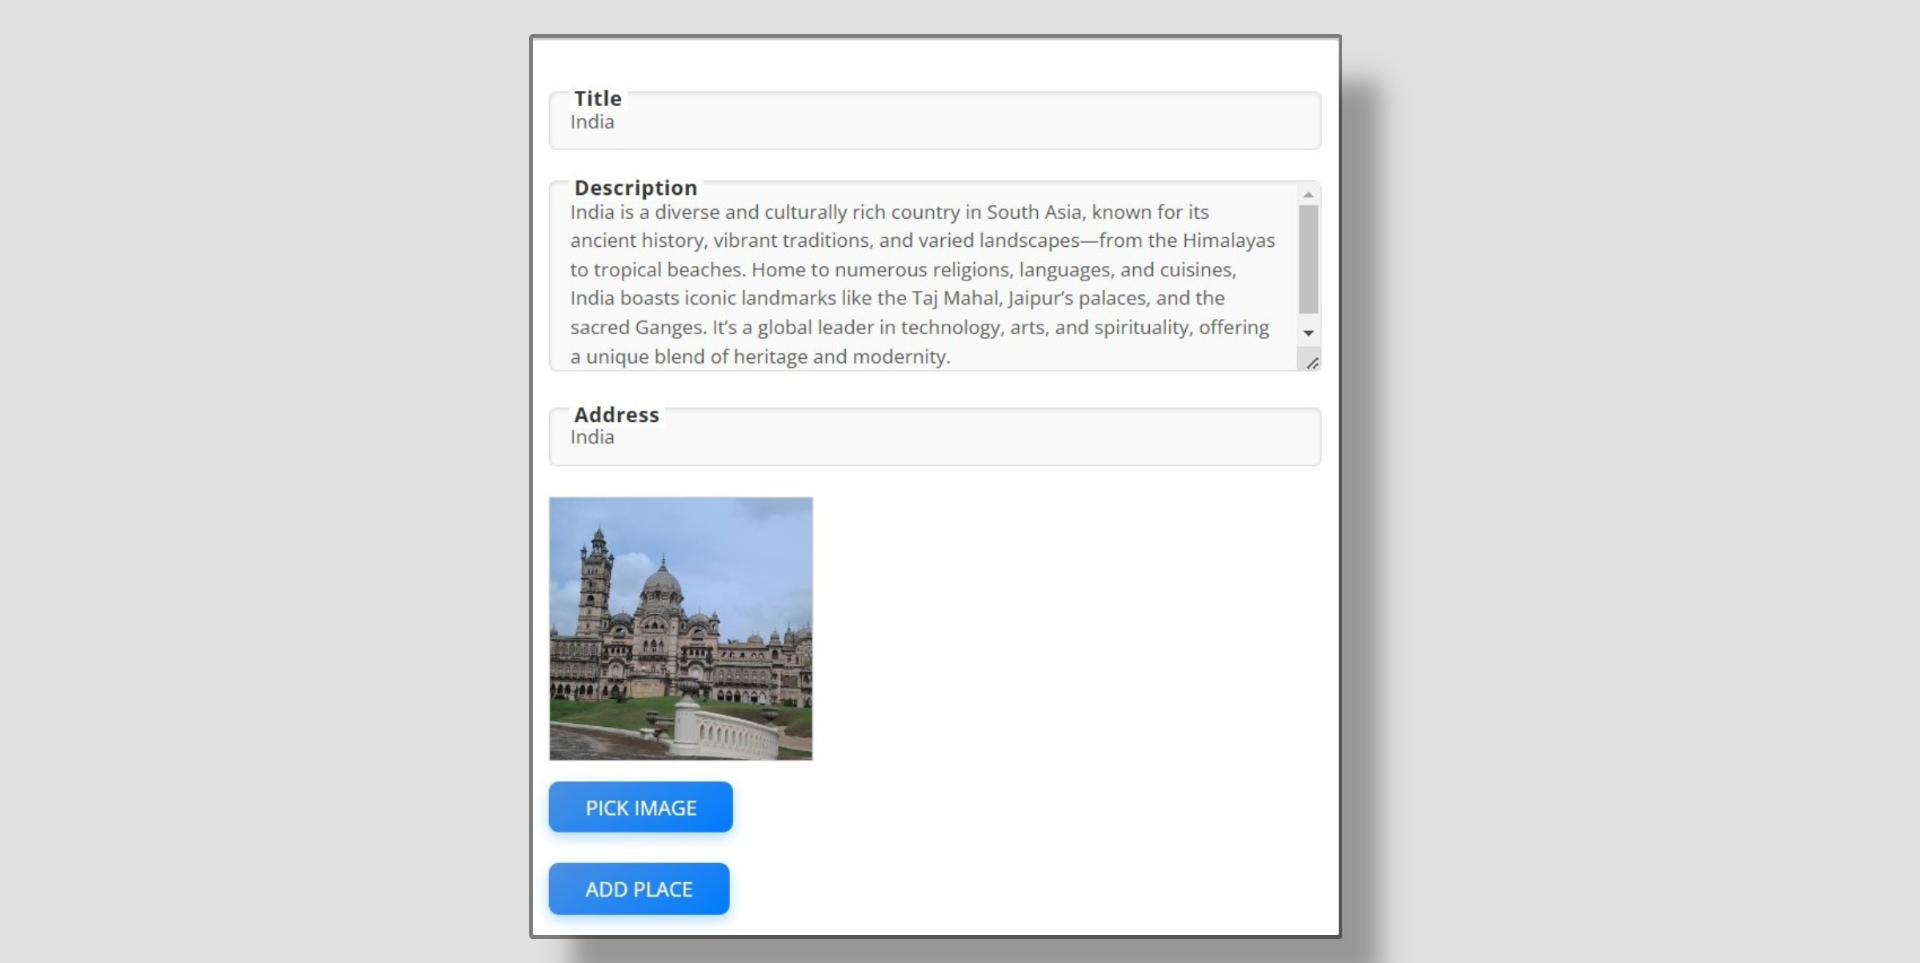 Title
India
Description
India is a diverse and culturally rich country in South Asia, known for its
ancient history, vibrant traditions, and varied landscapes—from the Himalayas
to tropical beaches. Home to numerous religions, languages, and cuisines,
India boasts iconic landmarks like the Taj Mahal, Jaipur’s palaces, and the
sacred Ganges. It’s a global leader in technology, arts, and spirituality, offering
a unique blend of heritage and modernity.
Address
India
PICK IMAGE
ADD PLACE